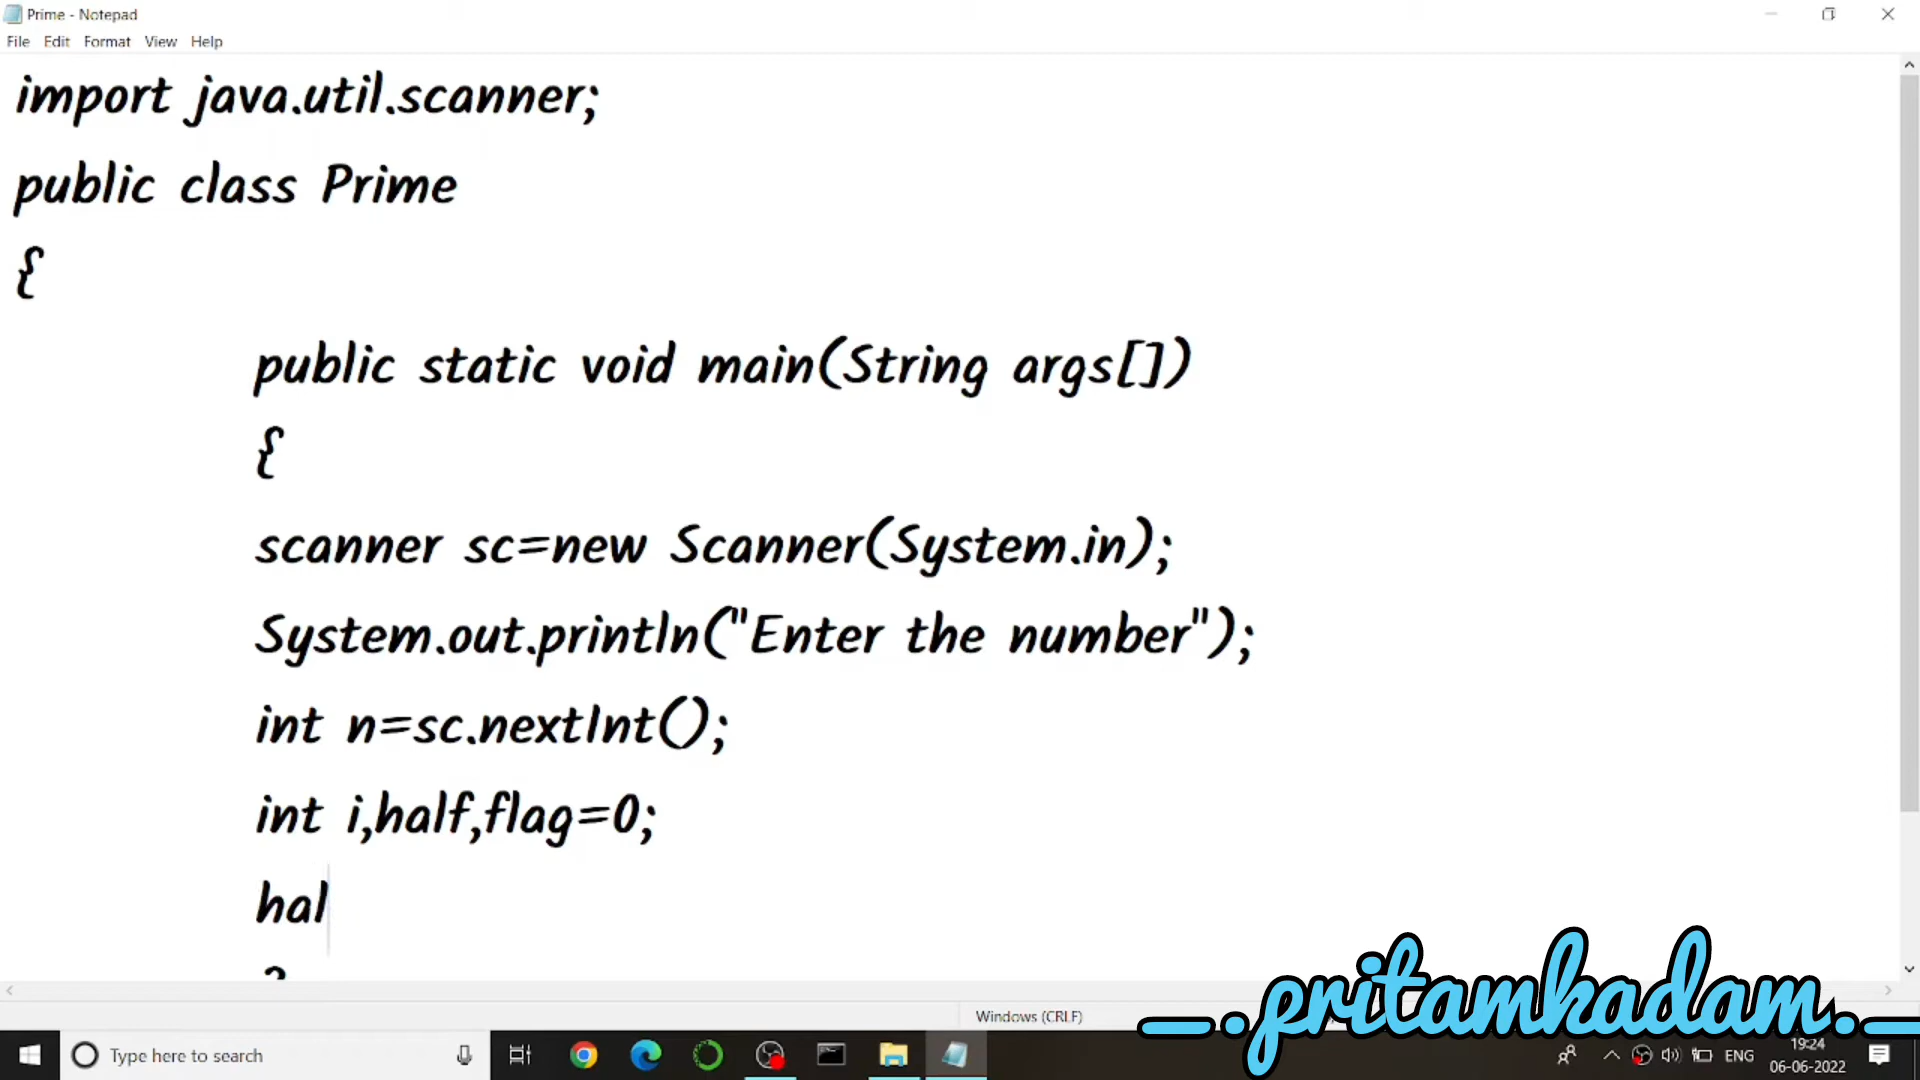 Prime - Notepad
File Edit Format View Help
import java.util.scanner;
public class Prime
{
public static void main(String args[])
{
scanner sc=new Scanner(System.in);
System.out.println("Enter the number");
int n=sc.nextInt();
int i,half,flag=0;
hal
Windows (CRLF)
_.pritamkadam._
Type here to search
ENG
19:24
06-06-2022